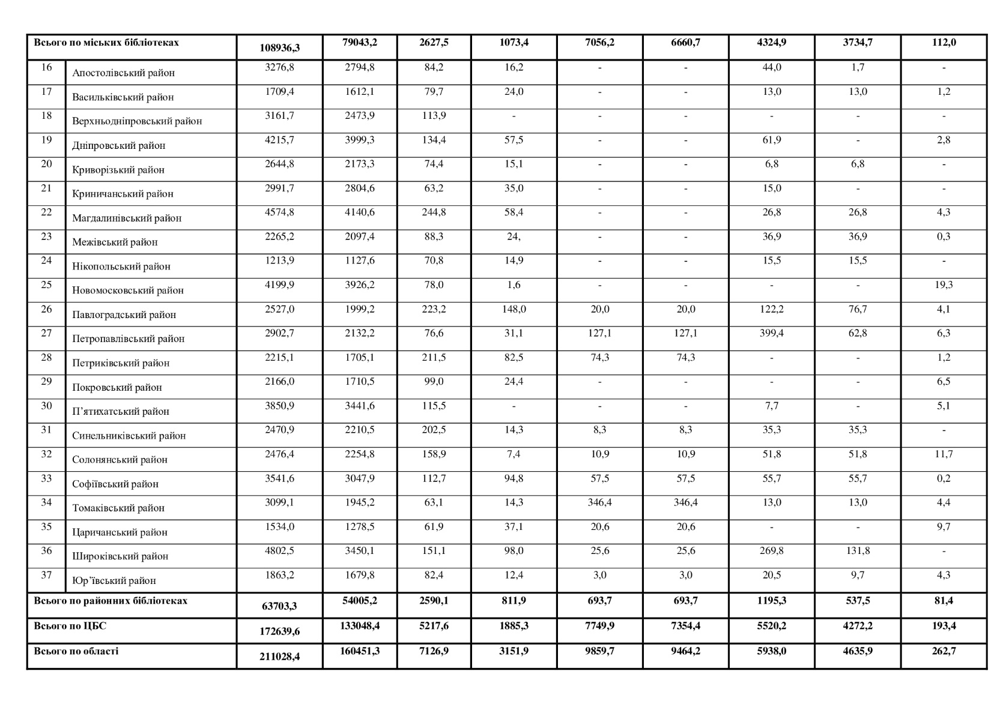 Всього по міських бібліотеках 108936,3 79043,2 2627,5 1073,4 7056,2 6660,7 4324,9 3734,7 112,0
16 Апостолівський район 3276,8 2794,8 84,2 16,2 - - 44,0 1,7 -
17 Васильківський район 1709,4 1612,1 79,7 24,0 - - 13,0 13,0 1,2
18 Верхньодніпровський район 3161,7 2473,9 113,9 - - - - - -
19 Дніпровський район 4215,7 3999,3 134,4 57,5 - - 61,9 - 2,8
20 Криворізький район 2644,8 2173,3 74,4 15,1 - - 6,8 6,8 -
21 Криничанський район 2991,7 2804,6 63,2 35,0 - - 15,0 - -
22 Магдалинівський район 4574,8 4140,6 244,8 58,4 - - 26,8 26,8 4,3
23 Межівський район 2265,2 2097,4 88,3 24, - - 36,9 36,9 0,3
24 Нікопольський район 1213,9 1127,6 70,8 14,9 - - 15,5 15,5 -
25 Новомосковський район 4199,9 3926,2 78,0 1,6 - - - - 19,3
26 Павлоградський район 2527,0 1999,2 223,2 148,0 20,0 20,0 122,2 76,7 4,1
27 Петропавлівський район 2902,7 2132,2 76,6 31,1 127,1 127,1 399,4 62,8 6,3
28 Петриківський район 2215,1 1705,1 211,5 82,5 74,3 74,3 - - 1,2
29 Покровський район 2166,0 1710,5 99,0 24,4 - - - - 6,5
30 П’ятихатський район 3850,9 3441,6 115,5 - - - 7,7 - 5,1
31 Синельниківський район 2470,9 2210,5 202,5 14,3 8,3 8,3 35,3 35,3 -
32 Солонянський район 2476,4 2254,8 158,9 7,4 10,9 10,9 51,8 51,8 11,7
33 Софіївський район 3541,6 3047,9 112,7 94,8 57,5 57,5 55,7 55,7 0,2
34 Томаківський район 3099,1 1945,2 63,1 14,3 346,4 346,4 13,0 13,0 4,4
35 Царичанський район 1534,0 1278,5 61,9 37,1 20,6 20,6 - - 9,7
36 Широківський район 4802,5 3450,1 151,1 98,0 25,6 25,6 269,8 131,8 -
37 Юр’ївський район 1863,2 1679,8 82,4 12,4 3,0 3,0 20,5 9,7 4,3
Всього по районних бібліотеках 63703,3 54005,2 2590,1 811,9 693,7 693,7 1195,3 537,5 81,4
Всього по ЦБС 172639,6 133048,4 5217,6 1885,3 7749,9 7354,4 5520,2 4272,2 193,4
Всього по області 211028,4 160451,3 7126,9 3151,9 9859,7 9464,2 5938,0 4635,9 262,7